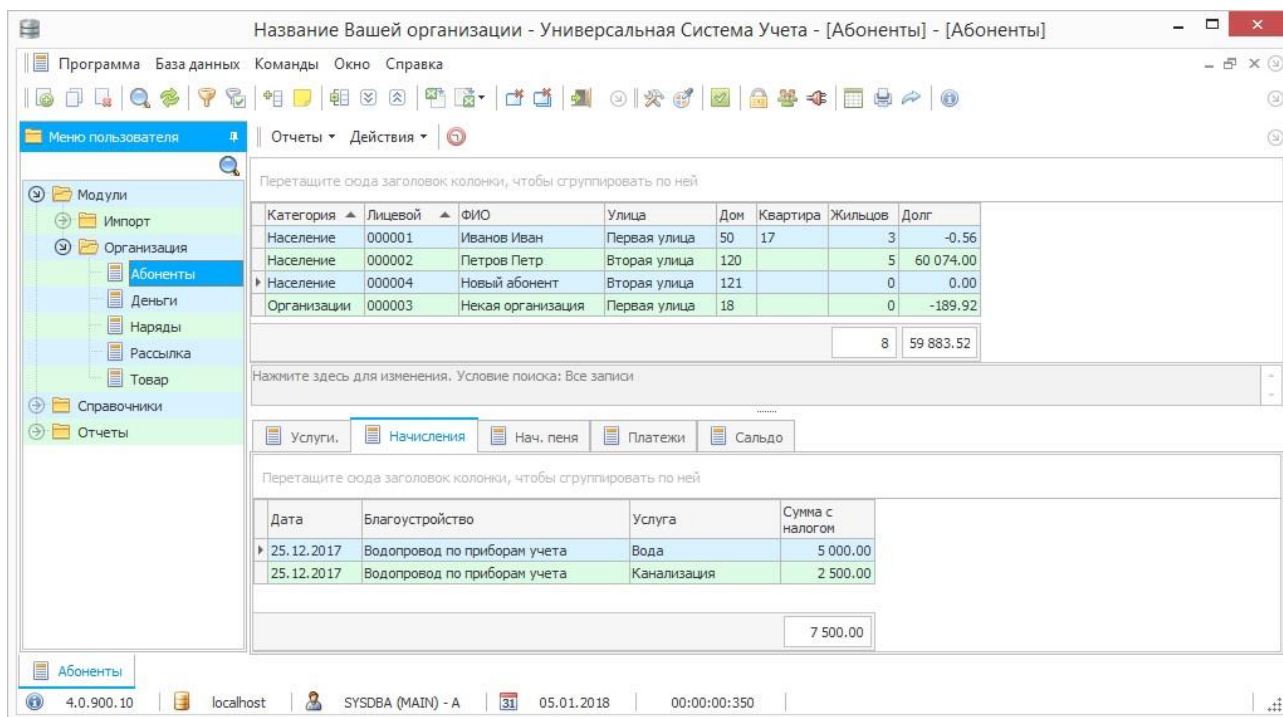 Название Вашей организации - Универсальная Система Учета - [Абоненты] - [Абоненты]
Программа База данных Команды Окно Справка
Меню пользователя
Отчеты Действия
Модули
Импорт
Организация
Абоненты
Деньги
Наряды
Рассылка
Товар
Справочники
Отчеты
Перетащите сюда заголовок колонки, чтобы сгруппировать по ней
Категория Лицевой ФИО Улица Дом Квартира Жильцов Долг
Население 000001 Иванов Иван Первая улица 50 17 3 -0.56
Население 000002 Петров Петр Вторая улица 120 5 60 074.00
Население 000004 Новый абонент Вторая улица 121 0 0.00
Организации 000003 Некая организация Первая улица 18 0 -189.92
8 59 883.52
Нажмите здесь для изменения. Условие поиска: Все записи
Услуги. Начисления Нач. пеня Платежи Сальдо
Перетащите сюда заголовок колонки, чтобы сгруппировать по ней
Дата Благоустройство Услуга Сумма с налогом
25.12.2017 Водопровод по приборам учета Вода 5 000.00
25.12.2017 Водопровод по приборам учета Канализация 2 500.00
7 500.00
Абоненты
4.0.900.10 localhost SYSDBA (MAIN) - A 31 05.01.2018 00:00:00:350